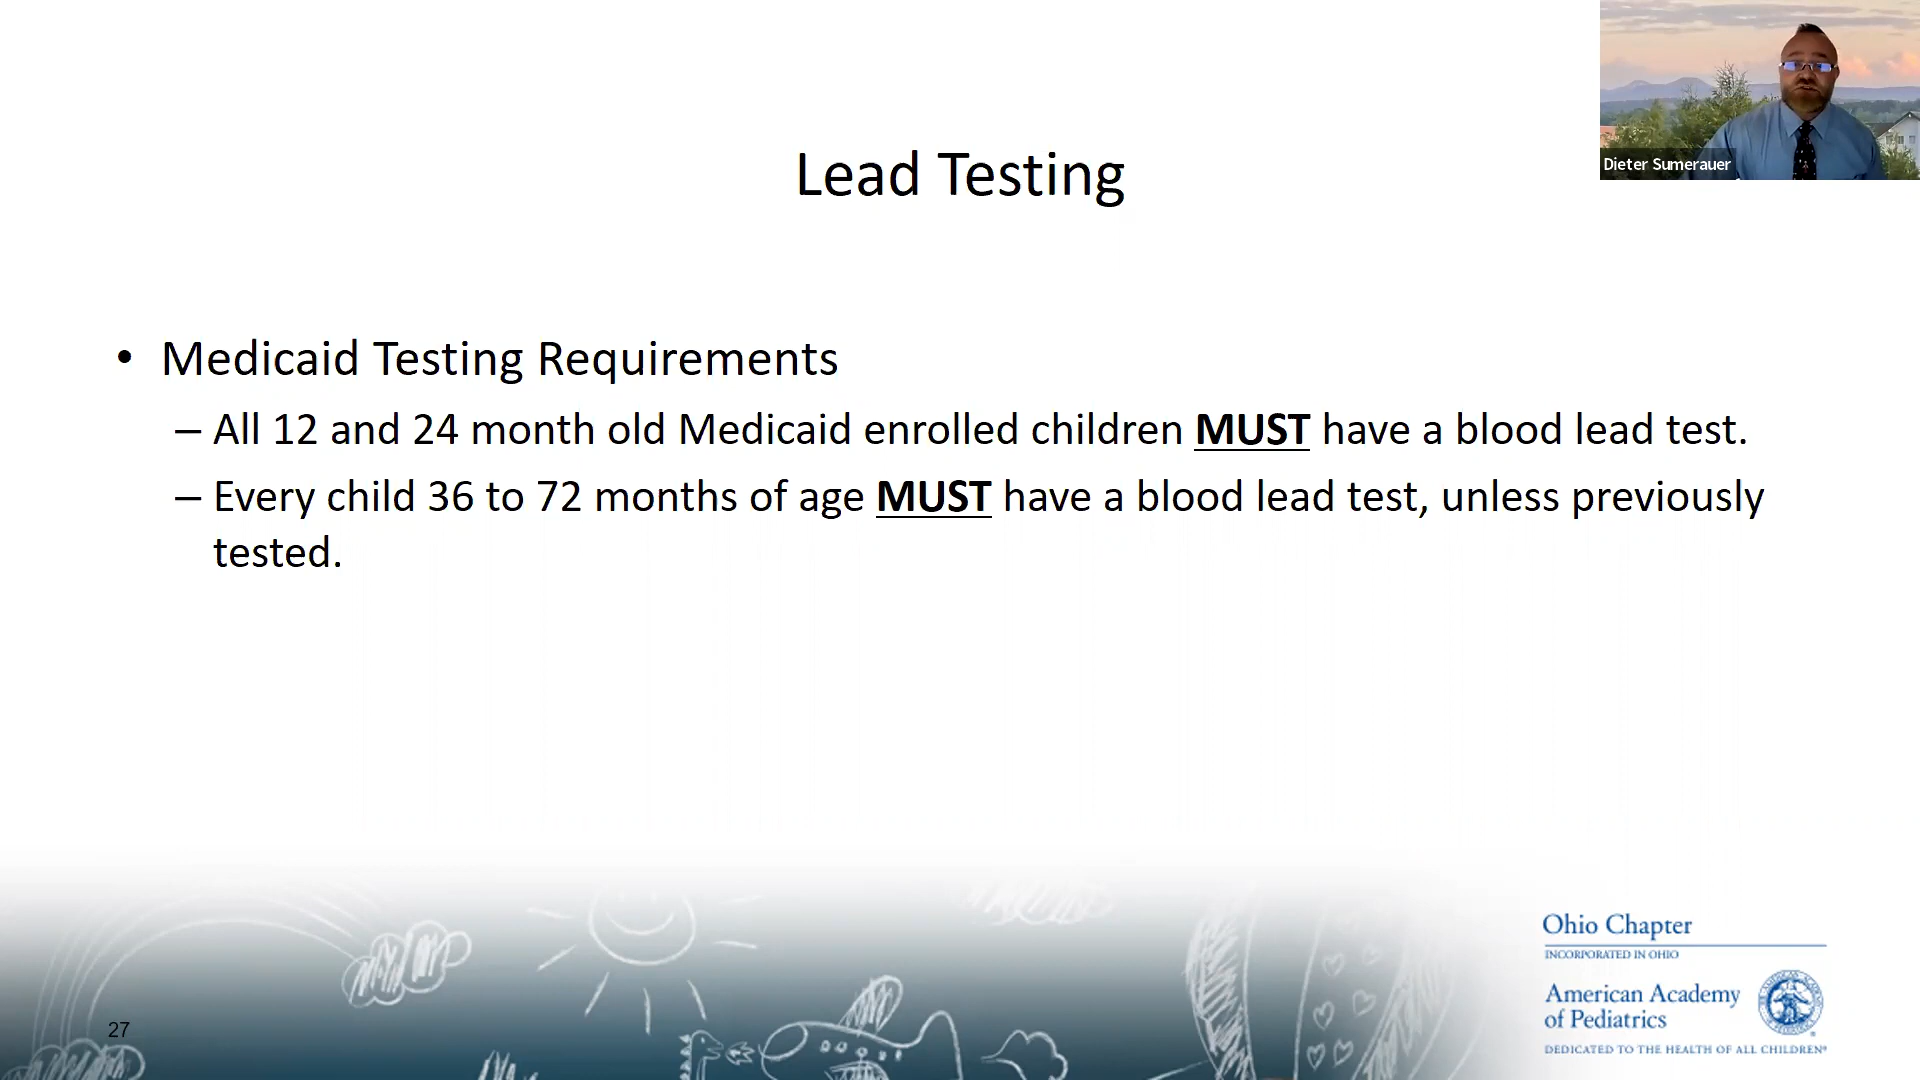 Dieter Sumerauer
Lead Testing
• Medicaid Testing Requirements
– All 12 and 24 month old Medicaid enrolled children MUST have a blood lead test.
– Every child 36 to 72 months of age MUST have a blood lead test, unless previously
tested.
Ohio Chapter
INCORPORATED IN OHIO
American Academy
of Pediatrics
DEDICATED TO THE HEALTH OF ALL CHILDREN®
27